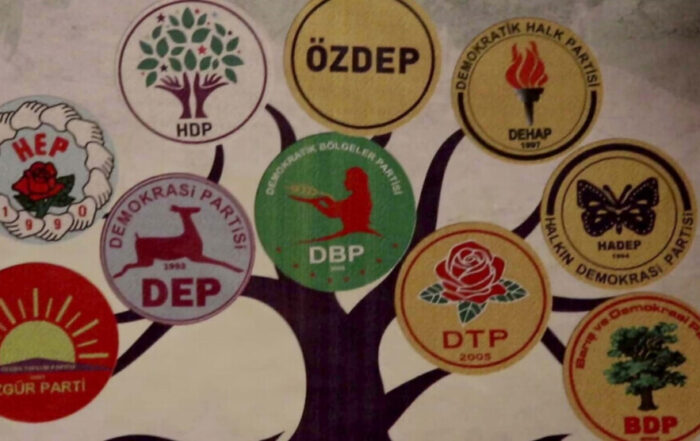 HDP
ÖZDEP
DEMOKRATİK HALK PARTİSİ
DEHAP
1997
HEP
1990
DEMOKRASİ PARTİSİ
1993
DEP
DEMOKRATİK BÖLGELER PARTİSİ
DBP
HADEP
1994
HALKIN DEMOKRASİ PARTİSİ
DTP
2005
ZGÜR PARTİ
Barış ve Demokrasi
BDP